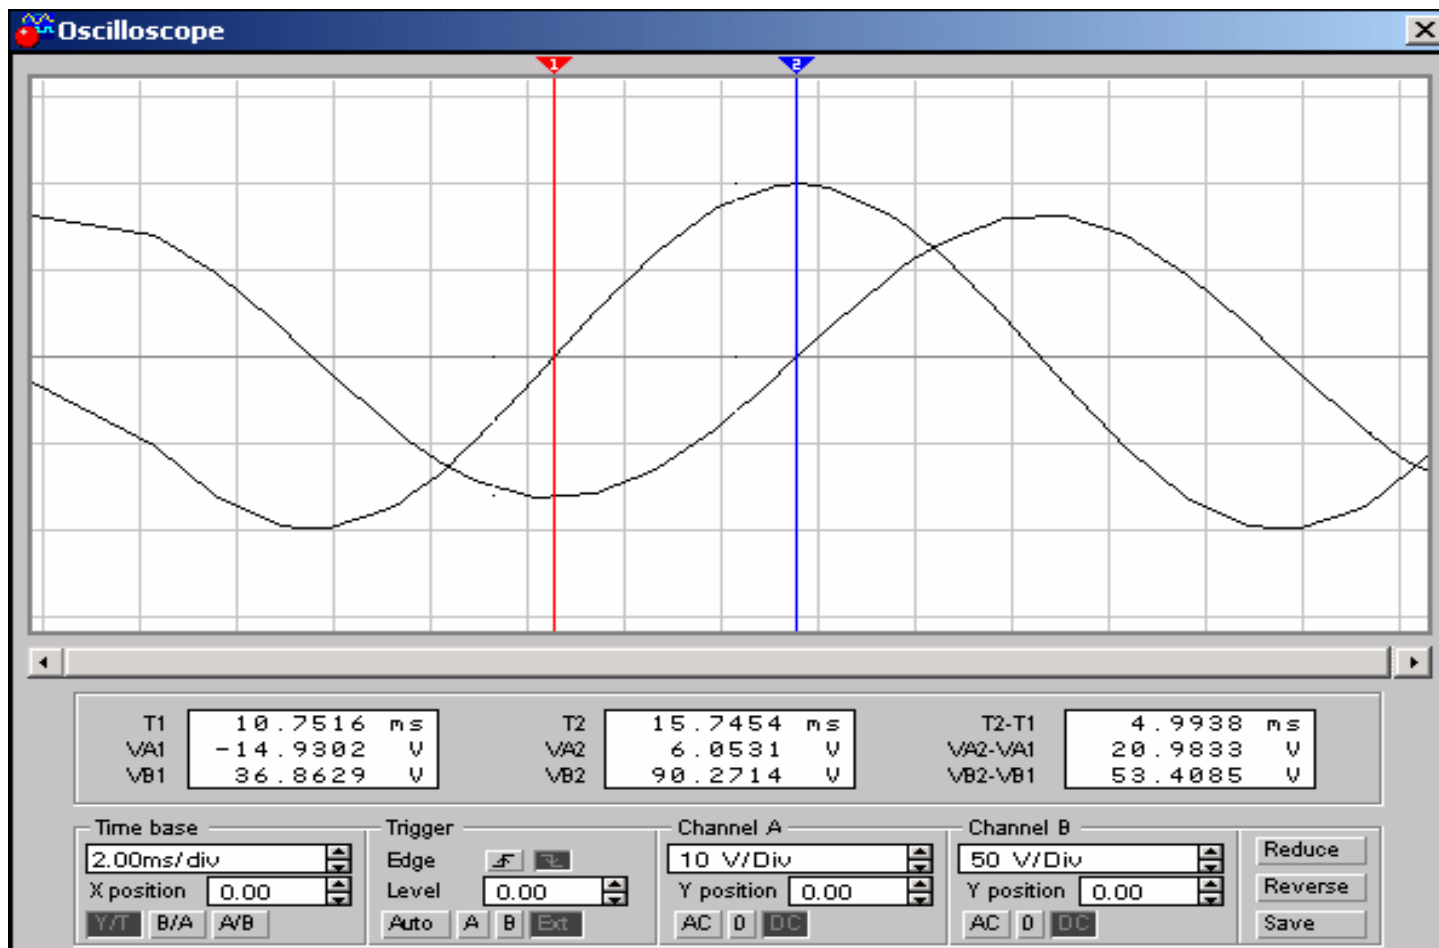 Oscilloscope
1 2
T1 10.7516 ms T2 15.7454 ms T2-T1 4.9938 ms
VA1 -14.9302 V VA2 6.0531 V VA2-VA1 20.9833 V
VB1 36.8629 V VB2 90.2714 V VB2-VB1 53.4085 V
Time base Trigger Channel A Channel B
2.00ms/div Edge 10 V/Div 50 V/Div Reduce
X position 0.00 Level 0.00 Y position 0.00 Y position 0.00 Reverse
Y/T B/A A/B Auto A B Ext AC 0 DC AC 0 DC Save